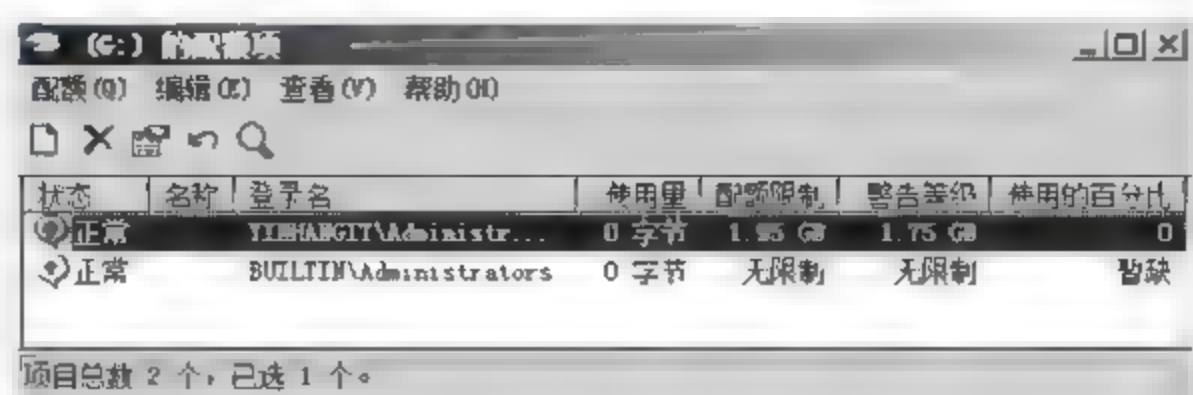 (G:) 的配额项
配额(Q) 编辑(E) 查看(V) 帮助(H)
状态 名称 登录名 使用量 配额限制 警告等级 使用的百分比
正常 \Administr... 0 字节 1.95 GB 1.75 GB 0
正常 BUILTIN\Administrators 0 字节 无限制 无限制 暂缺
项目总数 2 个，已选 1 个。